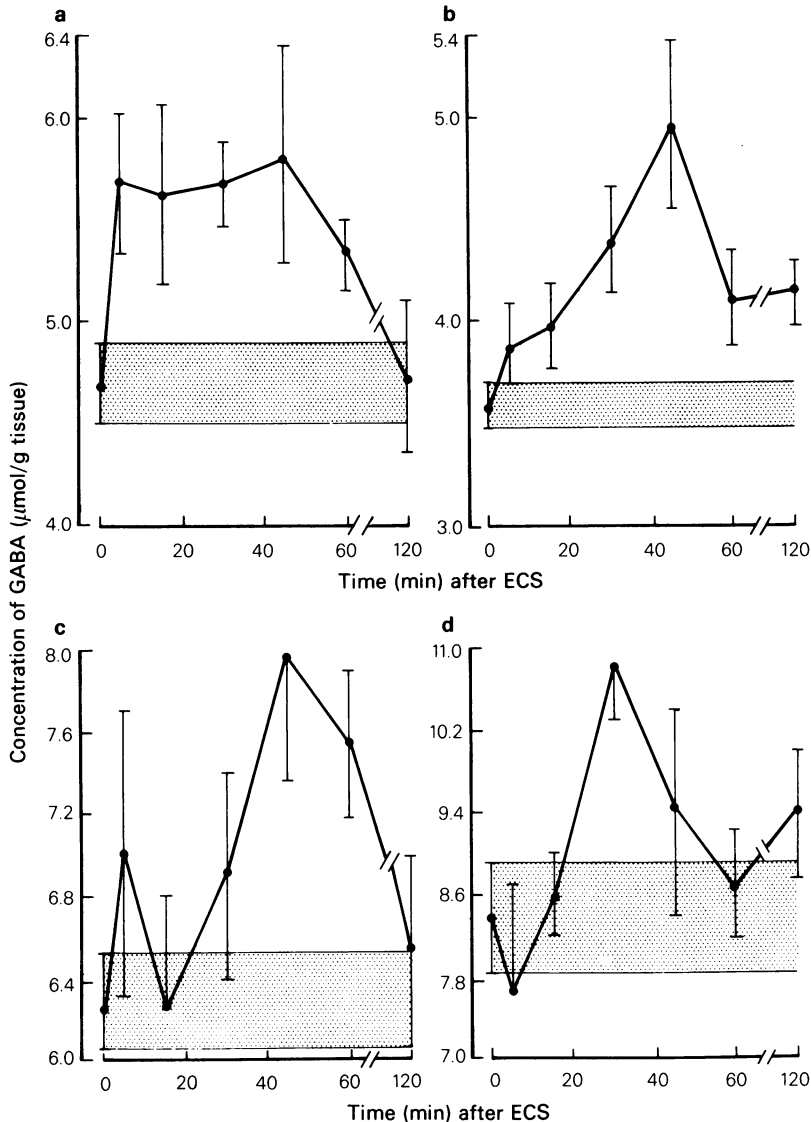 a
6.4
6.0
5.0
4.0
0 20 40 60 120
b
5.4
5.0
4.0
3.0
0 20 40 60 120
Time (min) after ECS
Concentration of GABA (μmol/g tissue)
c
8.0
7.6
7.2
6.8
6.4
6.0
0 20 40 60 120
d
11.0
10.2
9.4
8.6
7.8
7.0
0 20 40 60 120
Time (min) after ECS